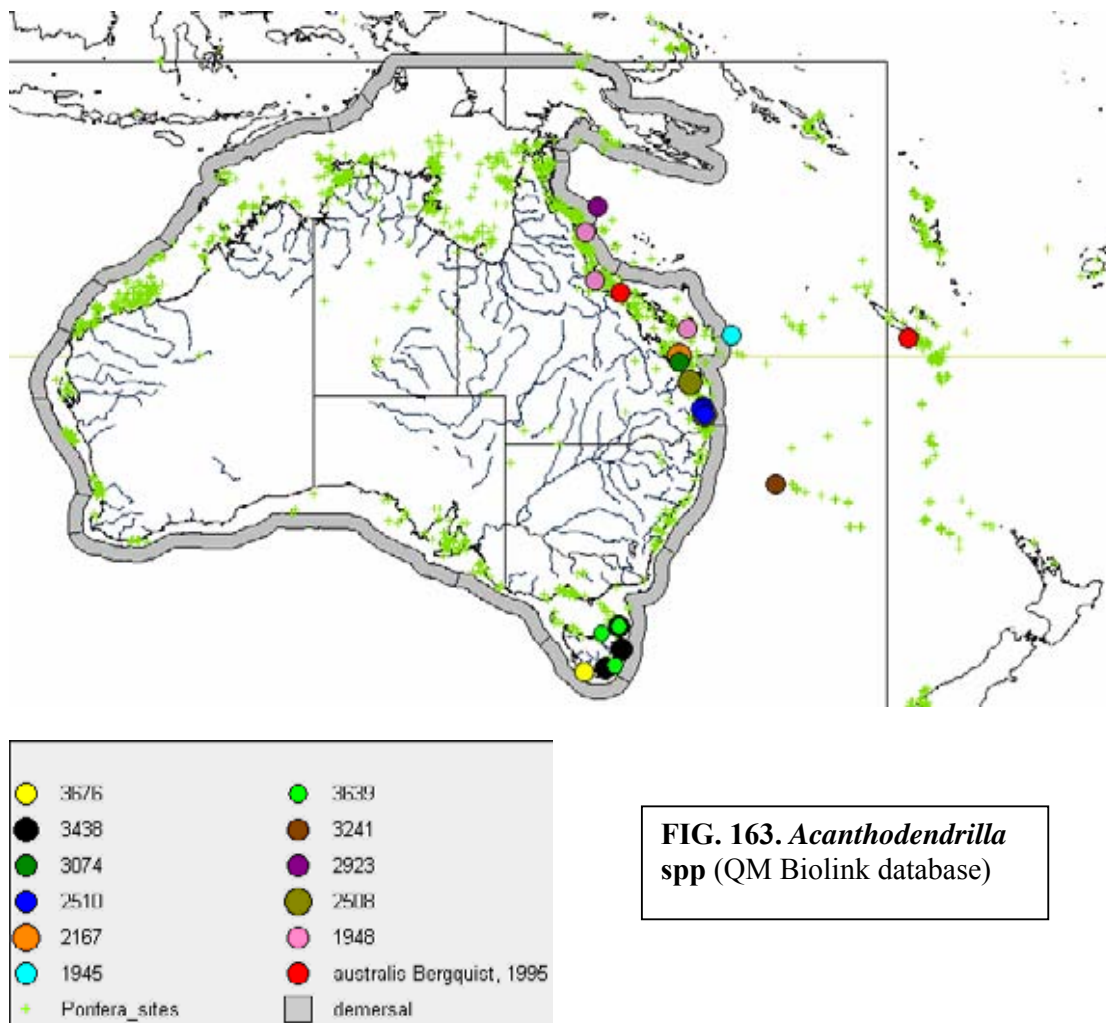 3676
3438
3074
2510
2167
1945
Porifera_sites
3639
3241
2923
2508
1948
australis Bergquist, 1995
demersal
FIG. 163. Acanthodendrilla
spp (QM Biolink database)